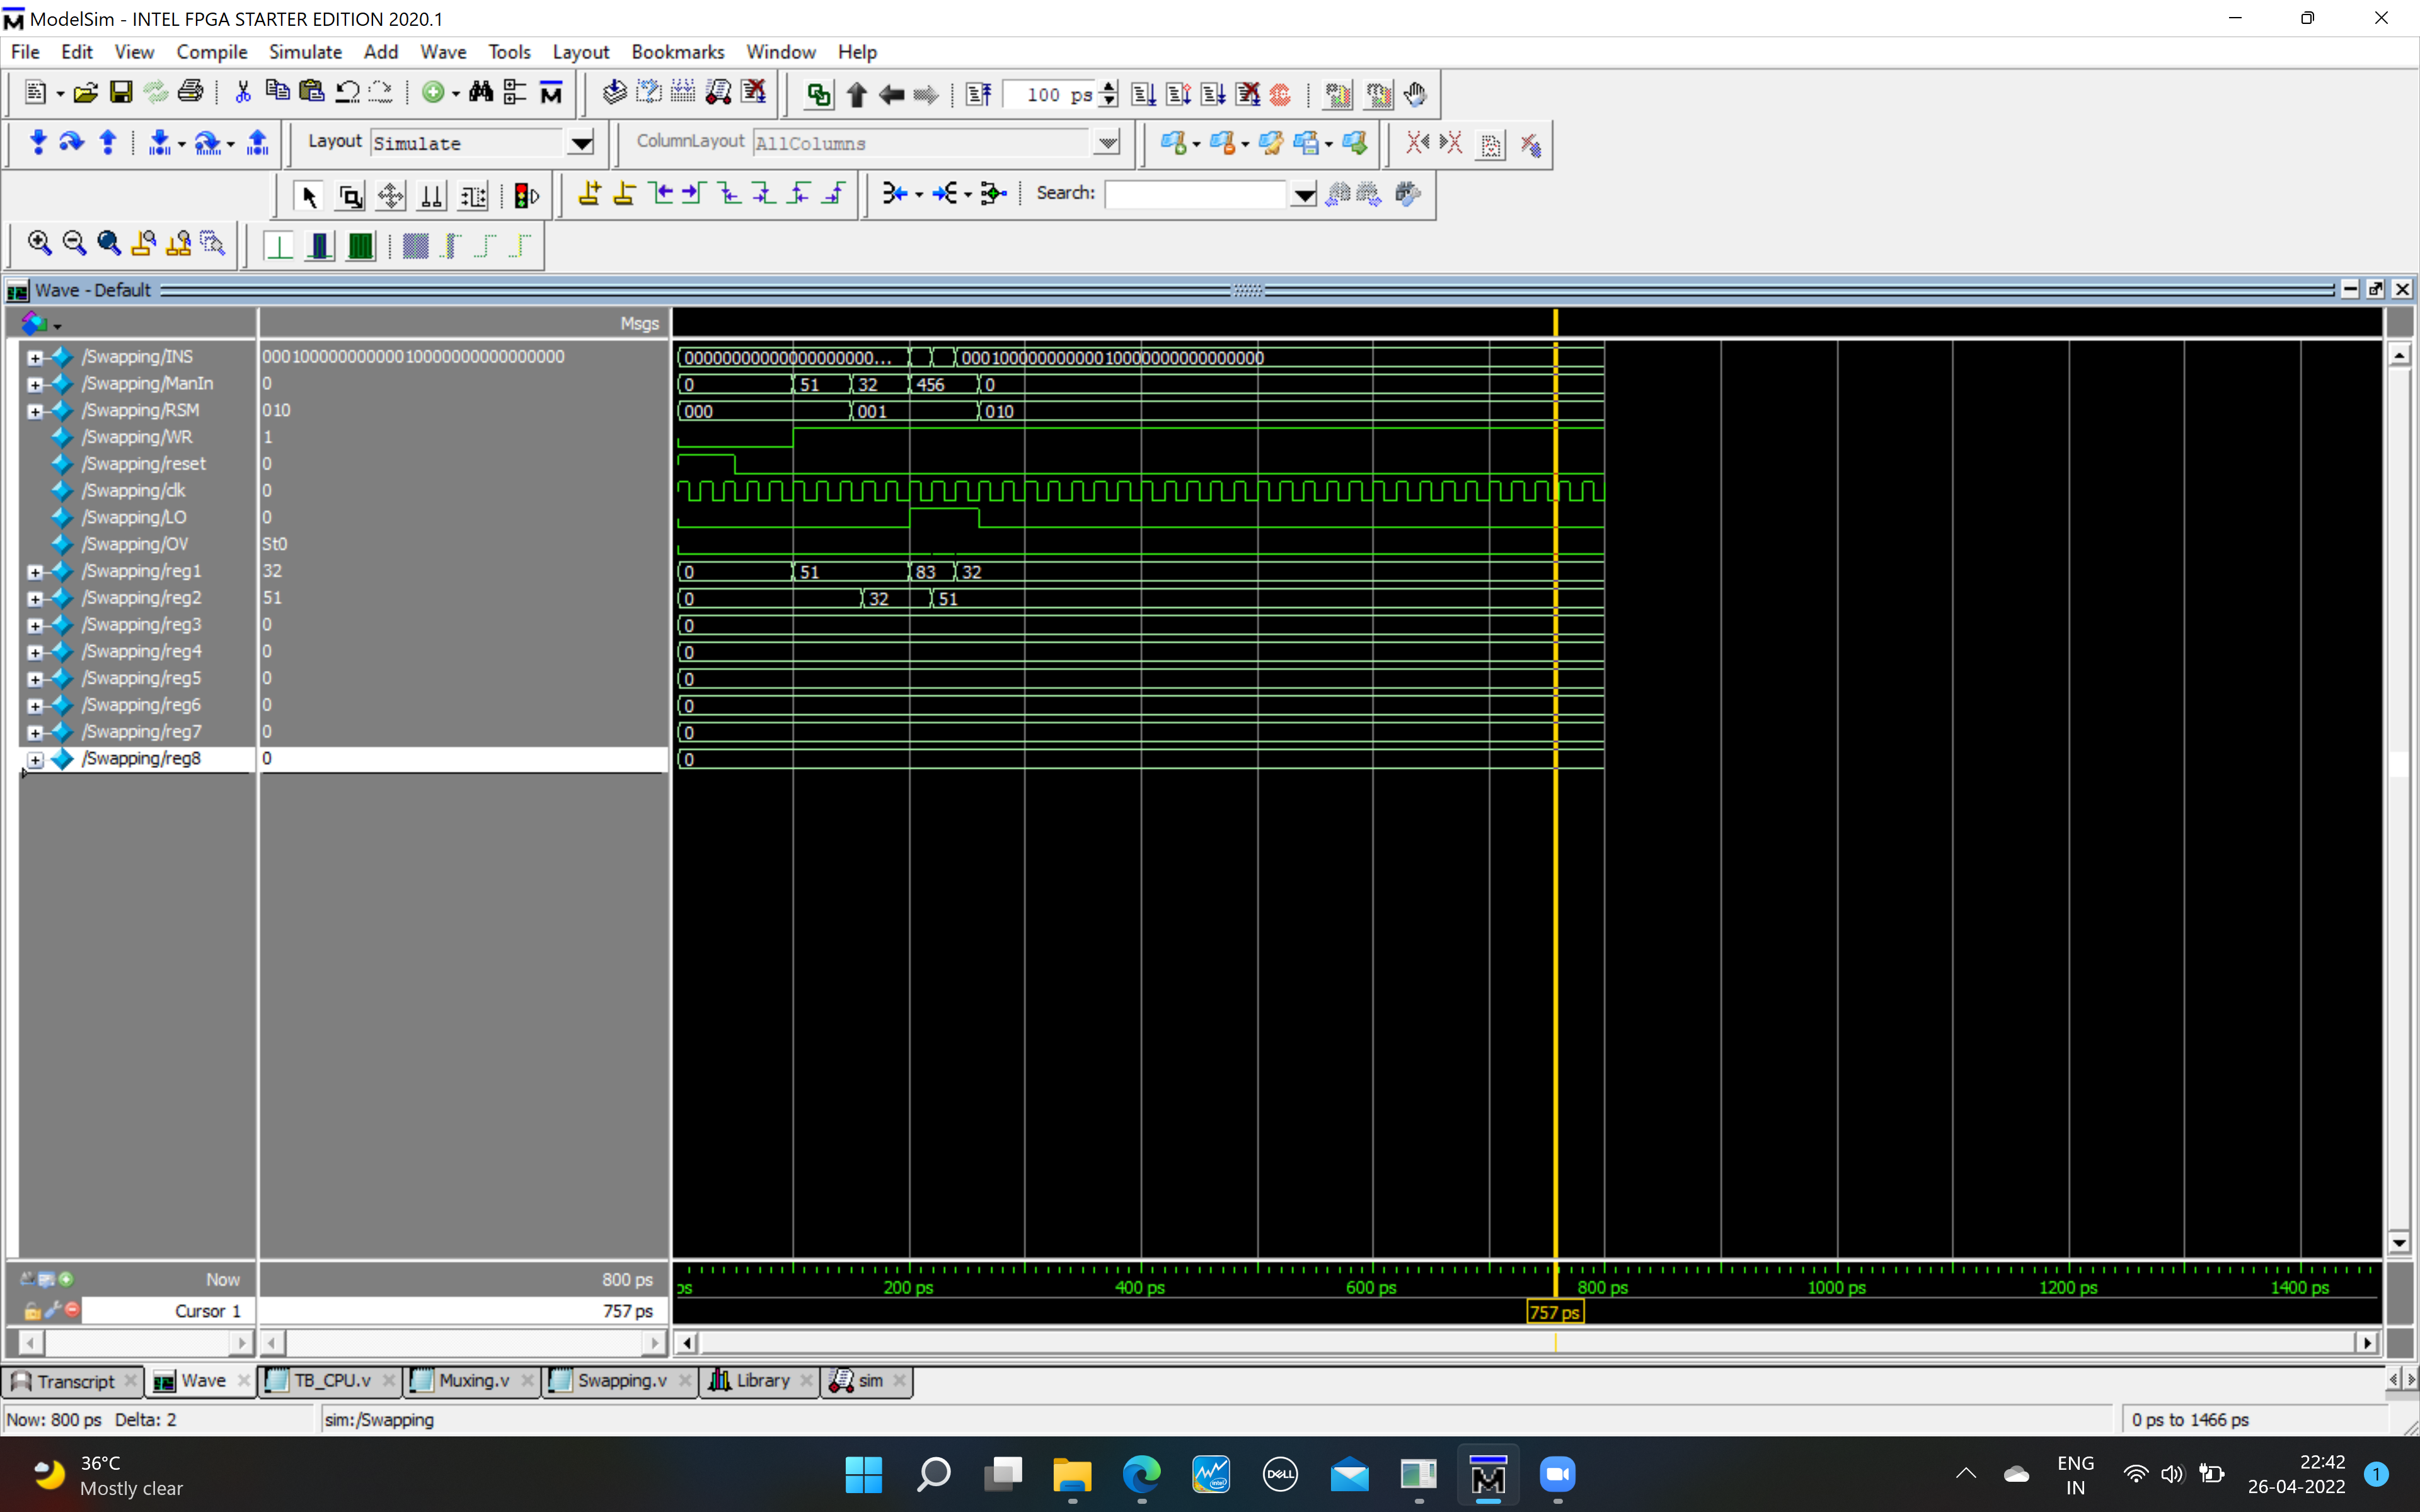 ModelSim - INTEL FPGA STARTER EDITION 2020.1
File Edit View Compile Simulate Add Wave Tools Layout Bookmarks Window Help
100 ps
Layout Simulate ColumnLayout AllColumns
Search:
Wave - Default
Msgs
/Swapping/INS 00010000000000010000000000000000 000000000000000000000... 00010000000000010000000000000000
/Swapping/ManIn 0 0 51 32 456 0
/Swapping/RSM 010 000 001 010
/Swapping/WR 1
/Swapping/reset 0
/Swapping/clk 0
/Swapping/LO 0
/Swapping/OV St0
/Swapping/reg1 32 0 51 83 32
/Swapping/reg2 51 0 32 51
/Swapping/reg3 0 0
/Swapping/reg4 0 0
/Swapping/reg5 0 0
/Swapping/reg6 0 0
/Swapping/reg7 0 0
/Swapping/reg8 0 0
Now 800 ps ps 200 ps 400 ps 600 ps 800 ps 1000 ps 1200 ps 1400 ps
Cursor 1 757 ps 757 ps
Transcript Wave TB_CPU.v Muxing.v Swapping.v Library sim
Now: 800 ps Delta: 2 sim:/Swapping 0 ps to 1466 ps
36°C ENG 22:42
Mostly clear IN 26-04-2022 1
DELL
intel